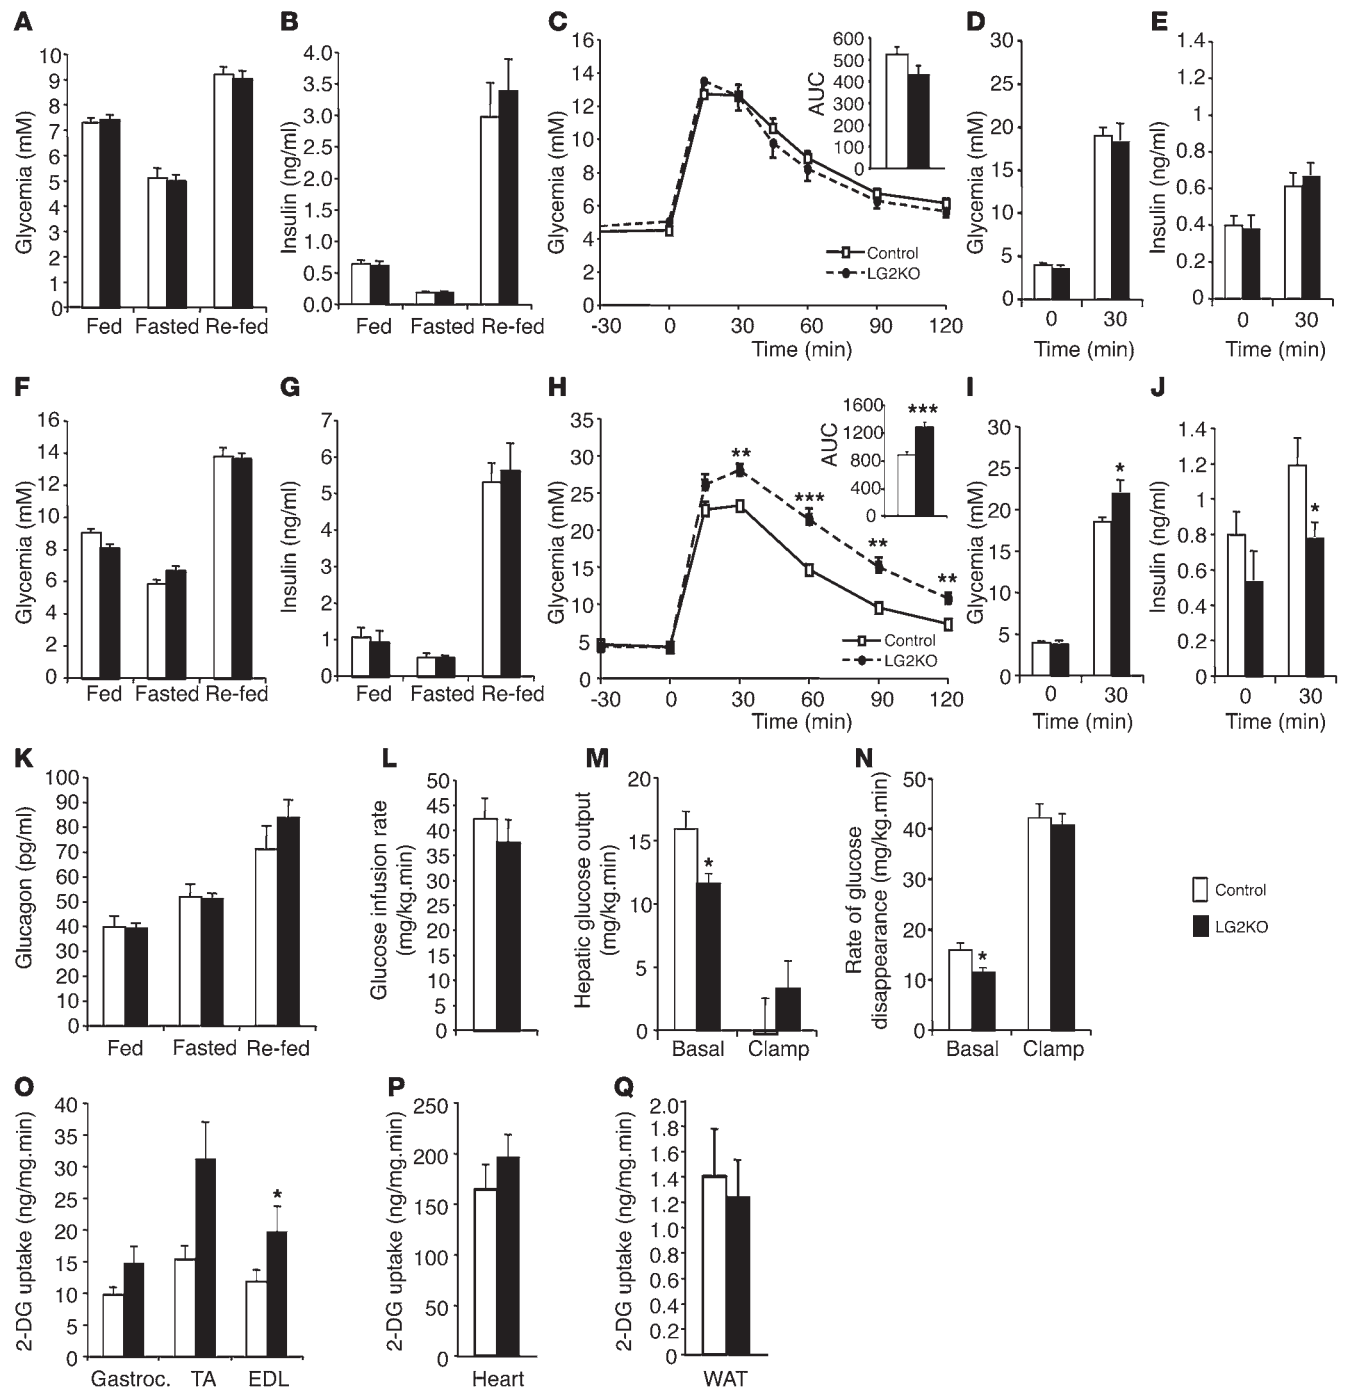 A
Glycemia (mM)
10
9
8
7
6
5
4
3
2
1
0
Fed Fasted Re-fed
B
Insulin (ng/ml)
4.0
3.5
3.0
2.5
2.0
1.5
1.0
0.5
0.0
Fed Fasted Re-fed
C
Glycemia (mM)
16
14
12
10
8
6
4
2
0
-30 0 30 60 90 120
Time (min)
Control
LG2KO
AUC
600
500
400
300
200
100
0
D
Glycemia (mM)
30
25
20
15
10
5
0
0 30
Time (min)
E
Insulin (ng/ml)
1.4
1.2
1
0.8
0.6
0.4
0.2
0
0 30
Time (min)
F
Glycemia (mM)
16
14
12
10
8
6
4
2
0
Fed Fasted Re-fed
G
Insulin (ng/ml)
7
6
5
4
3
2
1
0
Fed Fasted Re-fed
H
Glycemia (mM)
35
30
25
20
15
10
5
0
-30 0 30 60 90 120
Time (min)
** *** ** **
Control
LG2KO
AUC
1600
1200
800
400
0
***
I
Glycemia (mM)
30
25
20
15
10
5
0
*
0 30
Time (min)
J
Insulin (ng/ml)
1.4
1.2
1
0.8
0.6
0.4
0.2
0
*
0 30
Time (min)
K
Glucagon (pg/ml)
100
90
80
70
60
50
40
30
20
10
0
Fed Fasted Re-fed
L
Glucose infusion rate
(mg/kg.min)
50
45
40
35
30
25
20
15
10
5
0
M
Hepatic glucose output
(mg/kg.min)
20
15
10
5
0
*
Basal Clamp
N
Rate of glucose
disappearance (mg/kg.min)
50
40
30
20
10
0
*
Basal Clamp
Control
LG2KO
O
2-DG uptake (ng/mg.min)
40
35
30
25
20
15
10
5
0
*
Gastroc. TA EDL
P
2-DG uptake (ng/mg.min)
250
200
150
100
50
0
Heart
Q
2-DG uptake (ng/mg.min)
2.0
1.8
1.6
1.4
1.2
1.0
0.8
0.6
0.4
0.2
0
WAT